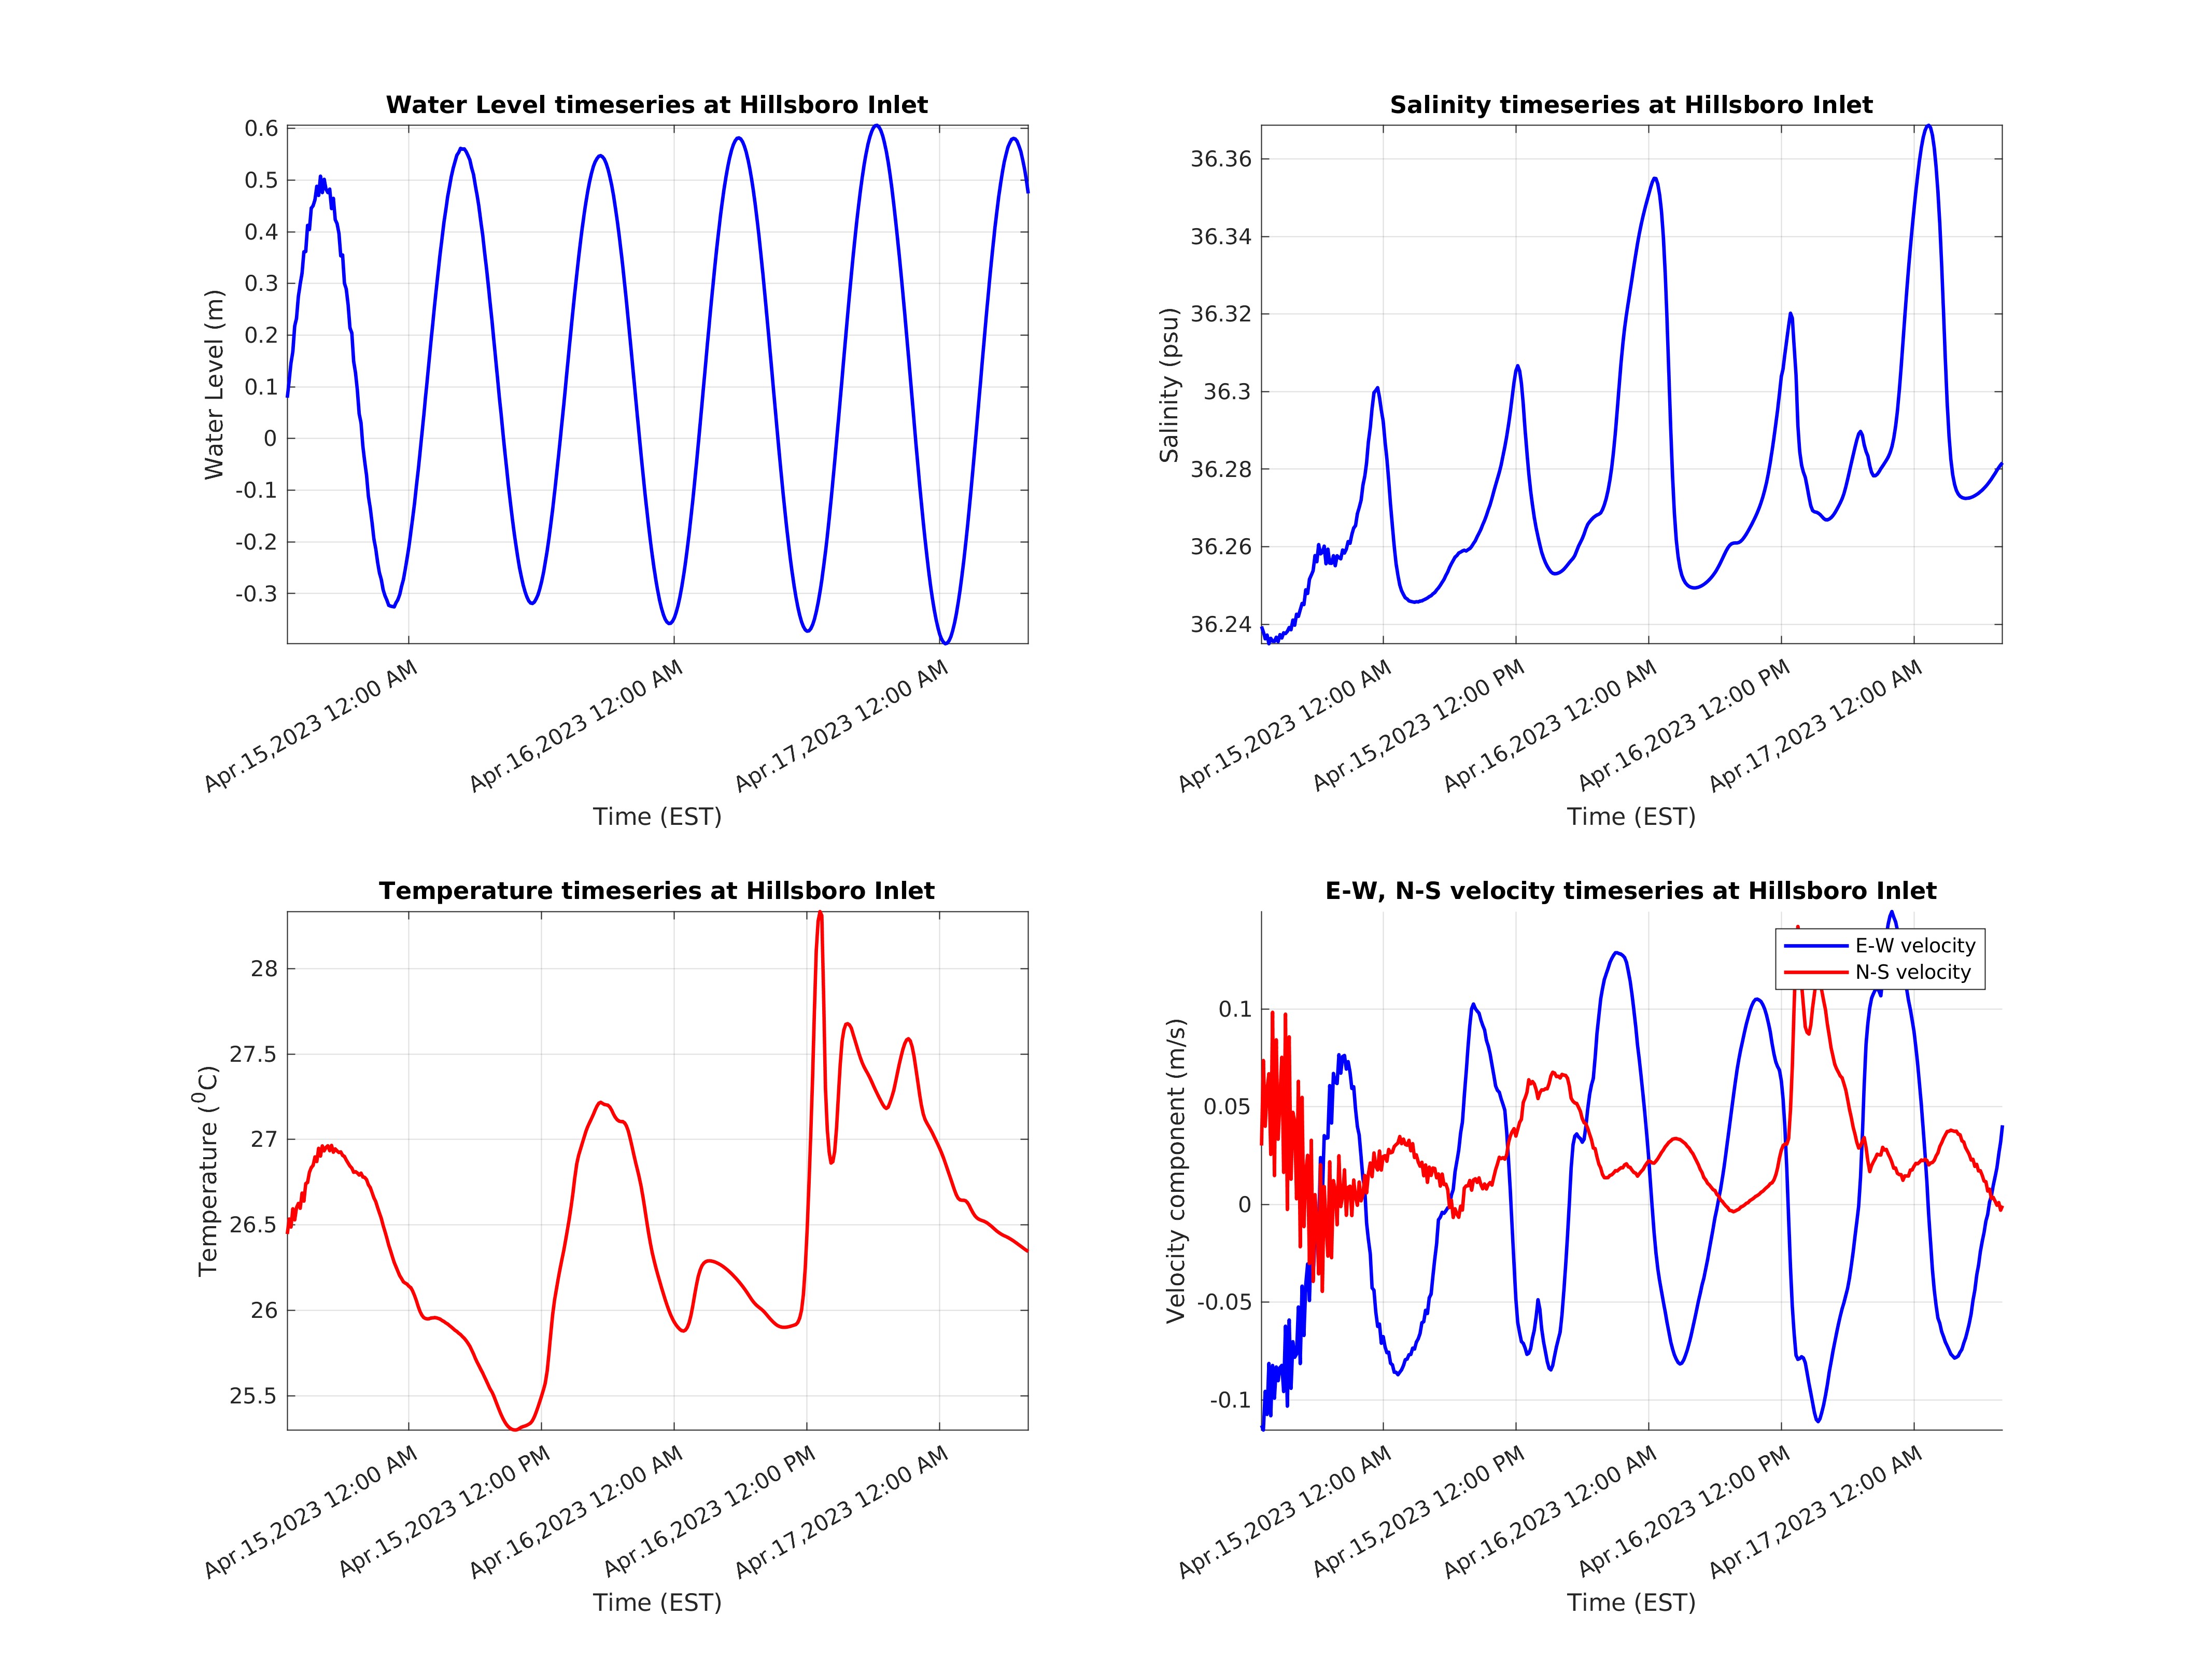 Water Level timeseries at Hillsboro Inlet
0.6
0.5
0.4
0.3
0.2
0.1
0
-0.1
-0.2
-0.3
Water Level (m)
Apr.15,2023 12:00 AM
Apr.16,2023 12:00 AM
Apr.17,2023 12:00 AM
Time (EST)
Salinity timeseries at Hillsboro Inlet
36.36
36.34
36.32
36.3
36.28
36.26
36.24
Salinity (psu)
Apr.15,2023 12:00 AM
Apr.15,2023 12:00 PM
Apr.16,2023 12:00 AM
Apr.16,2023 12:00 PM
Apr.17,2023 12:00 AM
Time (EST)
Temperature timeseries at Hillsboro Inlet
28
27.5
27
26.5
26
25.5
Temperature (⁰C)
Apr.15,2023 12:00 AM
Apr.15,2023 12:00 PM
Apr.16,2023 12:00 AM
Apr.16,2023 12:00 PM
Apr.17,2023 12:00 AM
Time (EST)
E-W, N-S velocity timeseries at Hillsboro Inlet
E-W velocity
N-S velocity
0.1
0.05
0
-0.05
-0.1
Velocity component (m/s)
Apr.15,2023 12:00 AM
Apr.15,2023 12:00 PM
Apr.16,2023 12:00 AM
Apr.16,2023 12:00 PM
Apr.17,2023 12:00 AM
Time (EST)